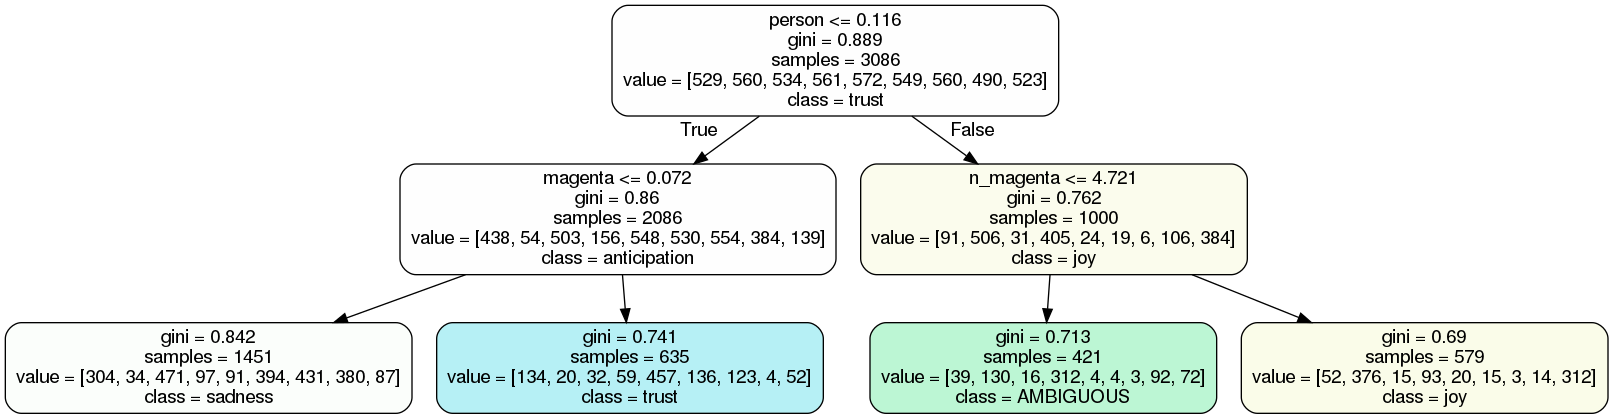 person <= 0.116
gini = 0.889
samples = 3086
value = [529, 560, 534, 561, 572, 549, 560, 490, 523]
class = trust
True
False
magenta <= 0.072
gini = 0.86
samples = 2086
value = [438, 54, 503, 156, 548, 530, 554, 384, 139]
class = anticipation
n_magenta <= 4.721
gini = 0.762
samples = 1000
value = [91, 506, 31, 405, 24, 19, 6, 106, 384]
class = joy
gini = 0.842
samples = 1451
value = [304, 34, 471, 97, 91, 394, 431, 380, 87]
class = sadness
gini = 0.741
samples = 635
value = [134, 20, 32, 59, 457, 136, 123, 4, 52]
class = trust
gini = 0.713
samples = 421
value = [39, 130, 16, 312, 4, 4, 3, 92, 72]
class = AMBIGUOUS
gini = 0.69
samples = 579
value = [52, 376, 15, 93, 20, 15, 3, 14, 312]
class = joy